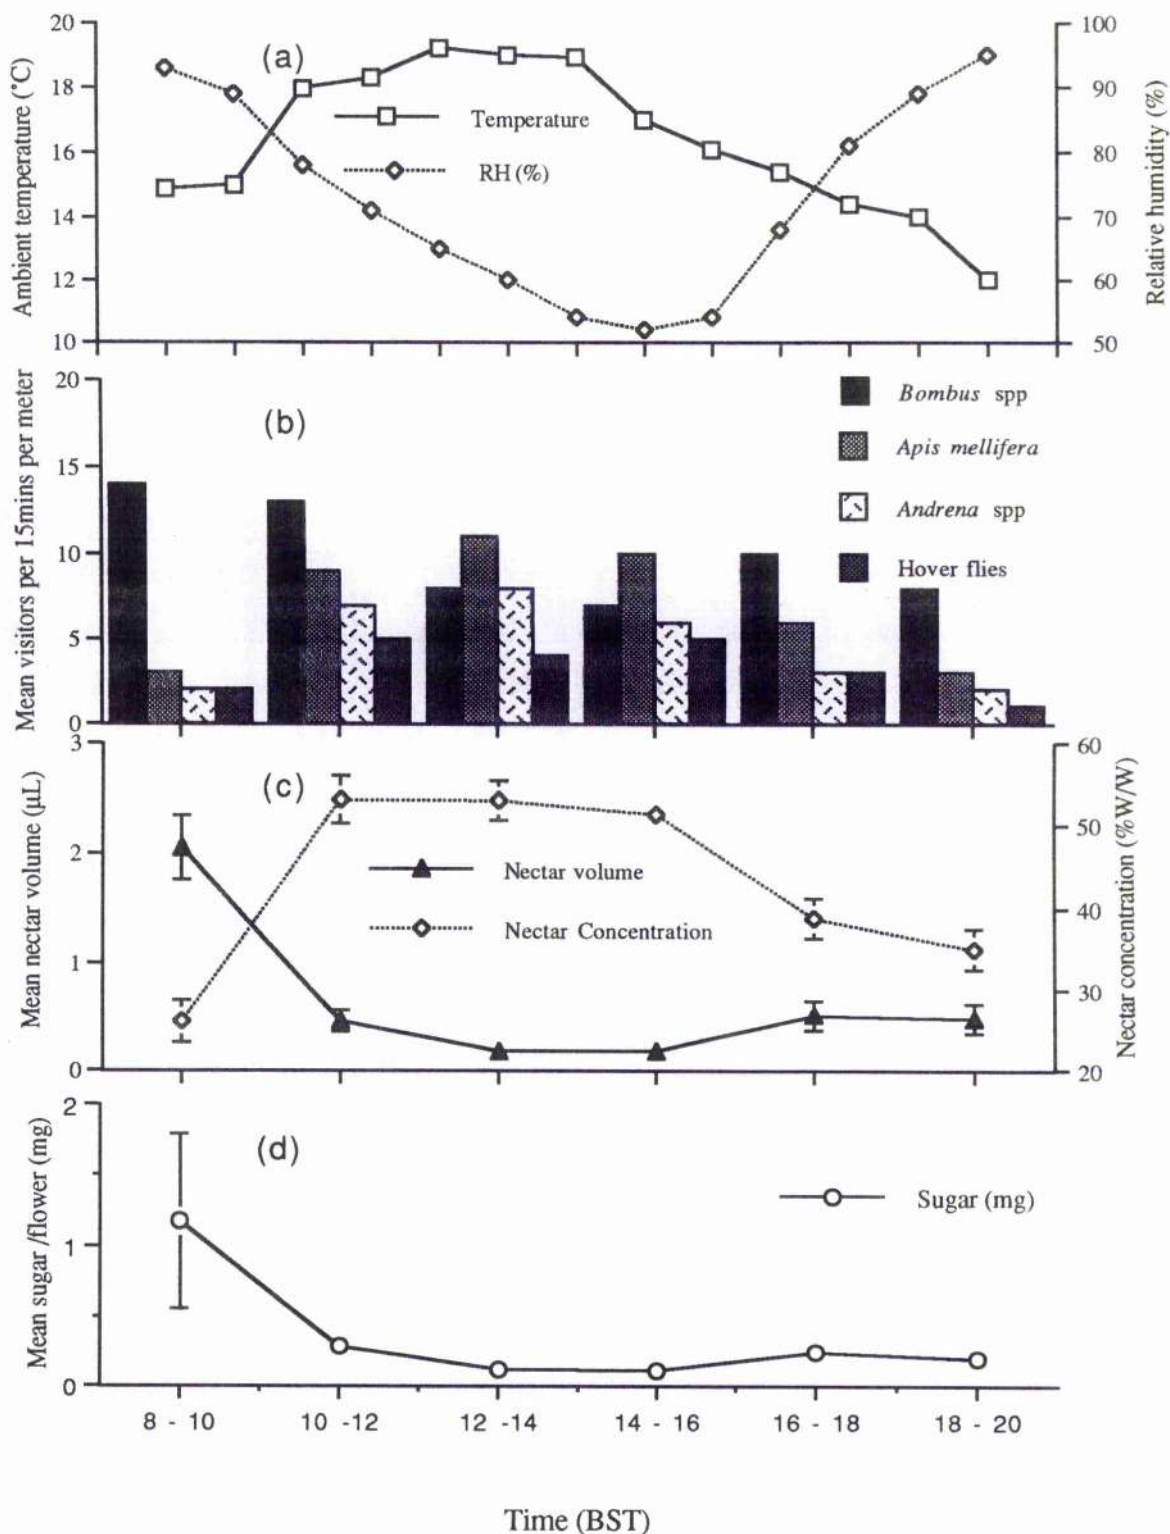 20
18
16
14
12
10
Ambient temperature (°C)
(a)
Temperature
RH (%)
100
90
80
70
60
50
Relative humidity (%)
20
15
10
5
0
Mean visitors per 15mins per meter
(b)
Bombus spp
Apis mellifera
Andrena spp
Hover flies
3
2
1
0
Mean nectar volume (µL)
(c)
Nectar volume
Nectar Concentration
60
50
40
30
20
Nectar concentration (%W/W)
2
1
0
Mean sugar /flower (mg)
(d)
Sugar (mg)
8 - 10 10 -12 12 -14 14 - 16 16 - 18 18 - 20
Time (BST)